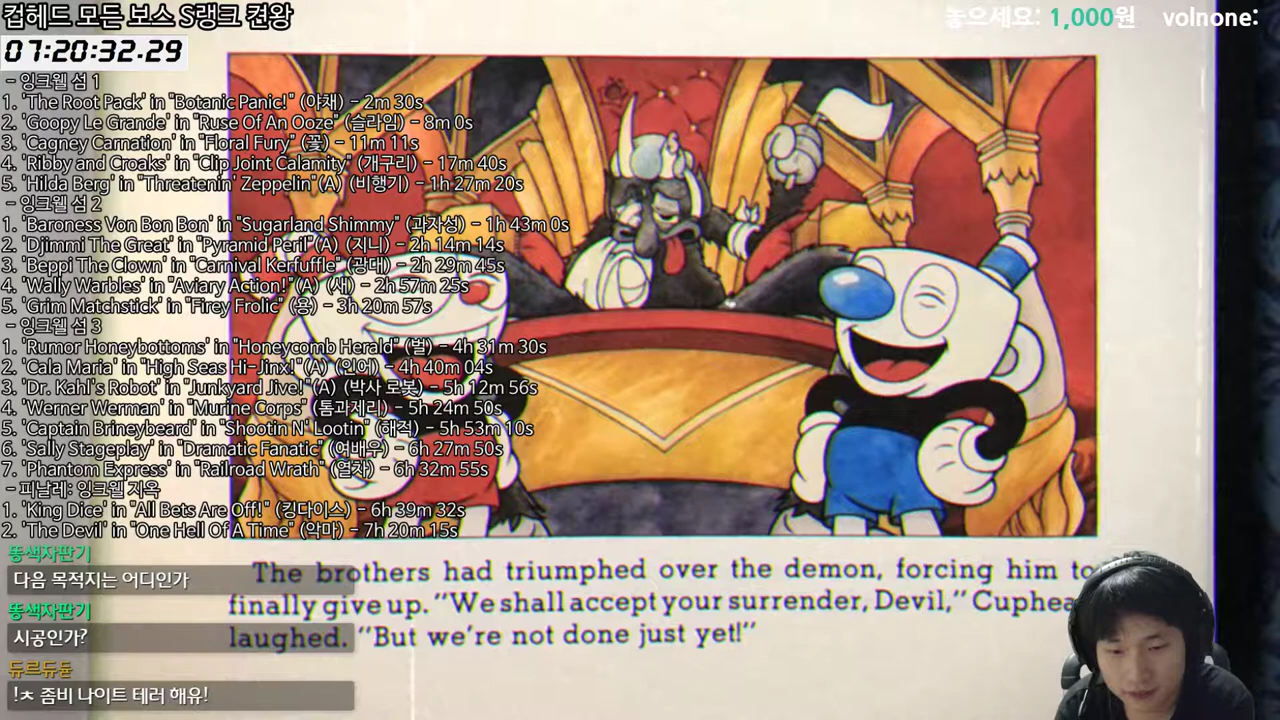 컵헤드 모든 보스 S랭크 켠왕
놓으세요: 1,000원 volnone:
07:20:32.29
- 잉크웰 섬 1
1. 'The Root Pack' in "Botanic Panic!" (야채) - 2m 30s
2. 'Goopy Le Grande' in "Ruse Of An Ooze" (슬라임) - 8m 0s
3. 'Cagney Carnation' in "Floral Fury" (꽃) - 11m 11s
4. 'Ribby and Croaks' in "Clip Joint Calamity" (개구리) - 17m 40s
5. 'Hilda Berg' in "Threatenin' Zeppelin"(A) (비행기) - 1h 27m 20s
- 잉크웰 섬 2
1. 'Baroness Von Bon Bon' in "Sugarland Shimmy" (과자성) - 1h 43m 0s
2. 'Djimmi The Great' in "Pyramid Peril"(A) (지니) - 2h 14m 14s
3. 'Beppi The Clown' in "Carnival Kerfuffle" (광대) - 2h 29m 45s
4. 'Wally Warbles' in "Aviary Action!"(A) (새) - 2h 57m 25s
5. 'Grim Matchstick' in "Firey Frolic" (용) - 3h 20m 57s
- 잉크웰 섬 3
1. 'Rumor Honeybottoms' in "Honeycomb Herald" (벌) - 4h 31m 30s
2. 'Cala Maria' in "High Seas Hi-Jinx!"(A) (인어) - 4h 40m 04s
3. 'Dr. Kahl's Robot' in "Junkyard Jive!"(A) (박사 로봇) - 5h 12m 56s
4. 'Werner Werman' in "Murine Corps" (톰과제리) - 5h 24m 50s
5. 'Captain Brineybeard' in "Shootin N' Lootin" (해적) - 5h 53m 10s
6. 'Sally Stageplay' in "Dramatic Fanatic" (여배우) - 6h 27m 50s
7. 'Phantom Express' in "Railroad Wrath" (열차) - 6h 32m 55s
- 피날레: 잉크웰 지옥
1. 'King Dice' in "All Bets Are Off!" (킹다이스) - 6h 39m 32s
2. 'The Devil' in "One Hell Of A Time" (악마) - 7h 20m 15s
The brothers had triumphed over the demon, forcing him to
finally give up. "We shall accept your surrender, Devil," Cuphea
laughed. "But we're not done just yet!"
똥색자판기
다음 목적지는 어디인가
똥색자판기
시공인가?
듀르듀듄
!ㅊ 좀비 나이트 테러 해유!